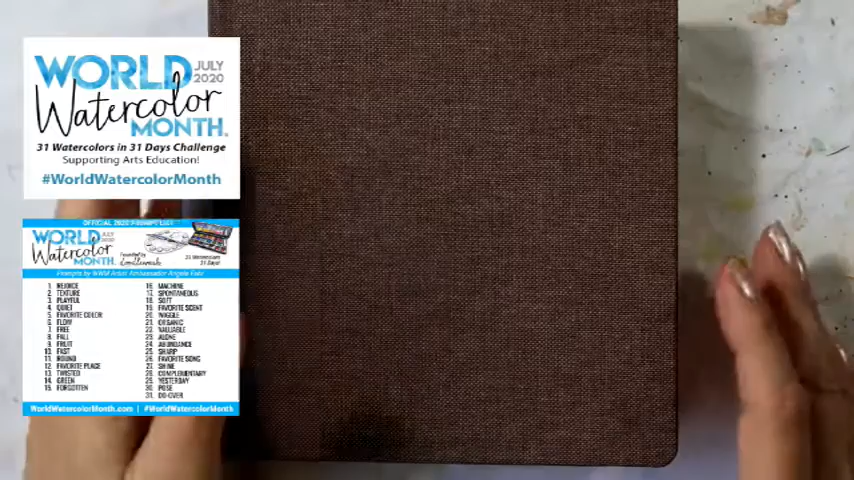 WORLD JULY
2020
Watercolor
MONTH.
31 Watercolors in 31 Days Challenge
Supporting Arts Education!
#WorldWatercolorMonth
OFFICIAL 2020 PROMPT LIST
WORLD JULY
2020
Watercolor
MONTH.
31 Watercolors
31 Days!
Prompts by WWM Artist Ambassador Angela Fehr
1. REJOICE
2. TEXTURE
3. PLAYFUL
4. QUIET
5. FAVORITE COLOR
6. FLOW
7. FREE
8. FALL
9. FRUIT
10. FAST
11. ROUND
12. FAVORITE PLACE
13. TWISTED
14. GREEN
15. FORGOTTEN
16. MACHINE
17. SPONTANEOUS
18. SOFT
19. FAVORITE SCENT
20. WIGGLE
21. ORGANIC
22. VALUABLE
23. ALONE
24. ABUNDANCE
25. SHARP
26. FAVORITE SONG
27. SHINE
28. COMPLEMENTARY
29. YESTERDAY
30. POSE
31. DO-OVER
WorldWatercolorMonth.com | #WorldWatercolorMonth